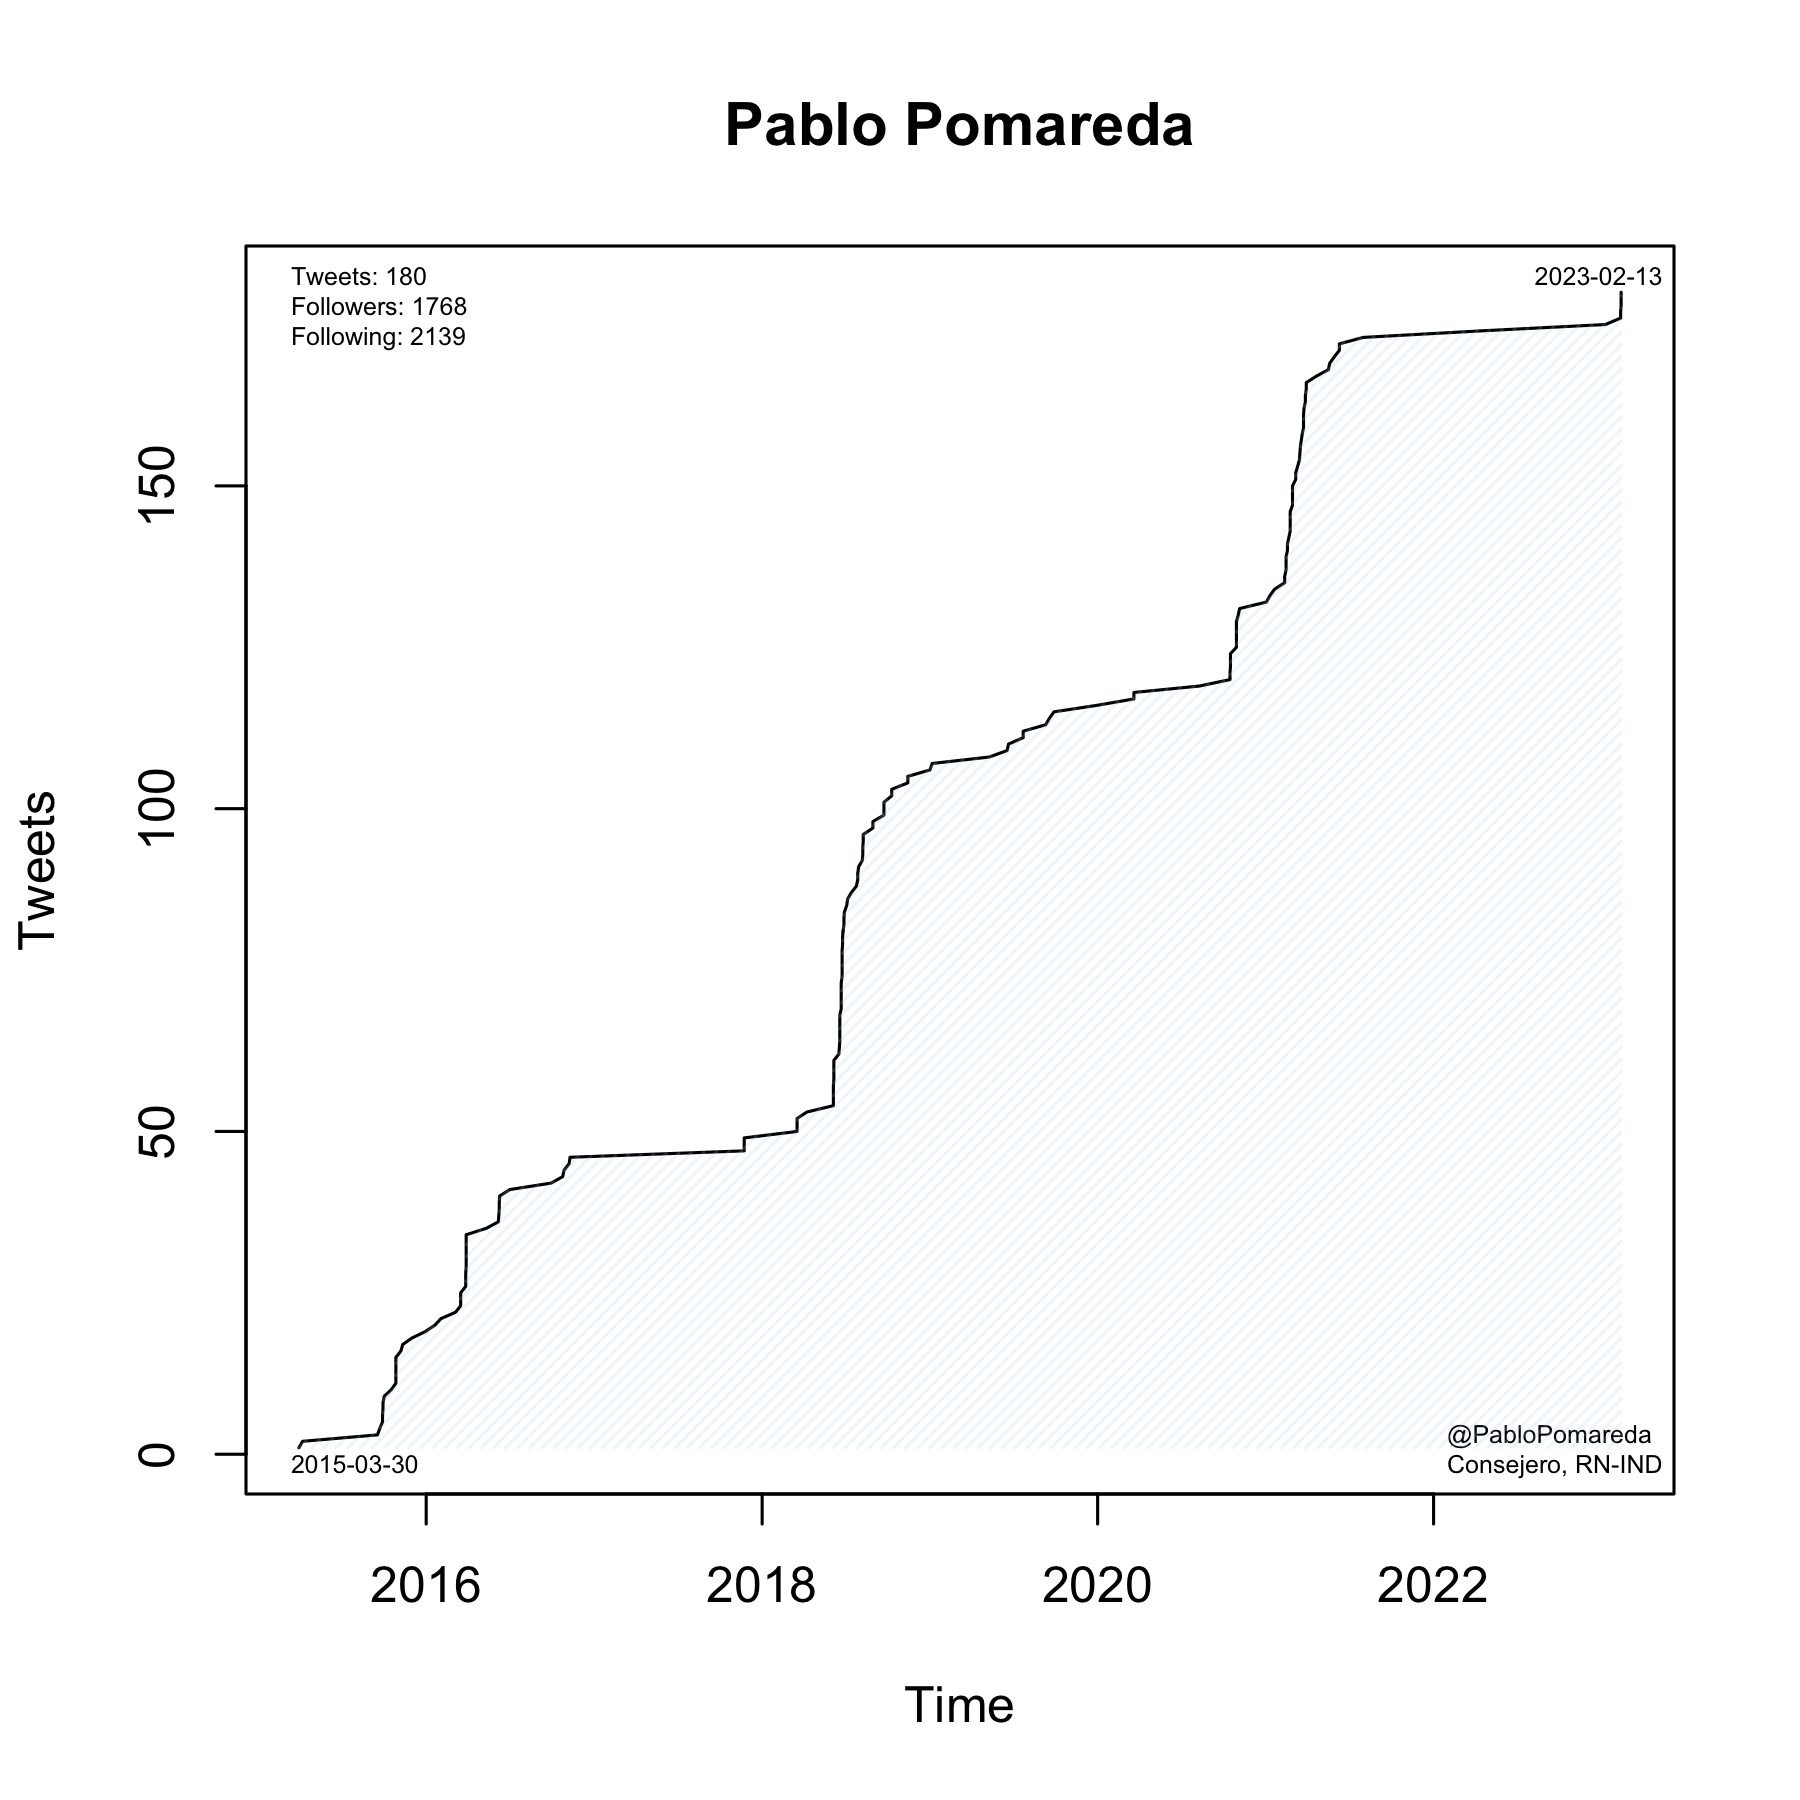 Pablo Pomareda
Tweets: 180
Followers: 1768
Following: 2139
2023-02-13
150
100
50
0
Tweets
2015-03-30
@PabloPomareda
Consejero, RN-IND
2016 2018 2020 2022
Time